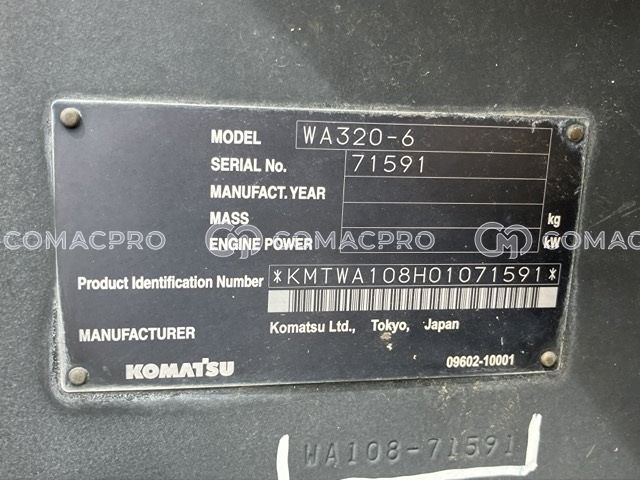 MODEL WA320-6
SERIAL No. 71591
MANUFACT. YEAR
MASS kg
COMACPRO COMACPRO COMACPRO
ENGINE POWER kW
Product Identification Number *KMTWA108H01071591*
MANUFACTURER Komatsu Ltd., Tokyo, Japan
KOMATSU 09602-10001
WA108-71591